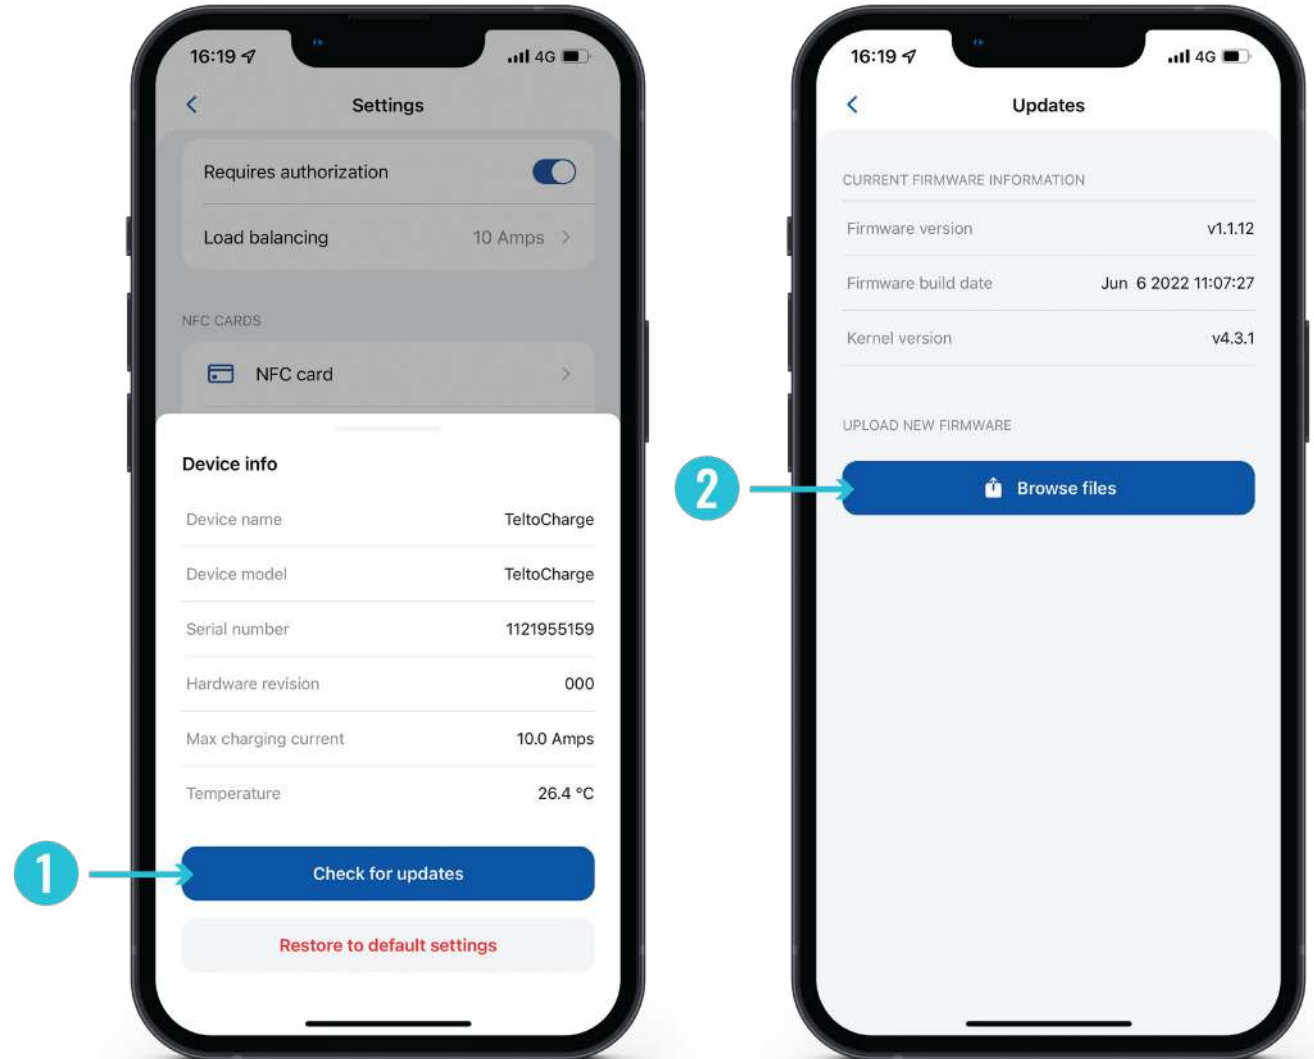 16:19
4G
Settings
Requires authorization
Load balancing 10 Amps
NFC CARDS
NFC card
Device info
Device name TeltoCharge
Device model TeltoCharge
Serial number 1121955159
Hardware revision 000
Max charging current 10.0 Amps
Temperature 26.4 °C
1
Check for updates
Restore to default settings
16:19
4G
Updates
CURRENT FIRMWARE INFORMATION
Firmware version v1.1.12
Firmware build date Jun 6 2022 11:07:27
Kernel version v4.3.1
UPLOAD NEW FIRMWARE
2
Browse files